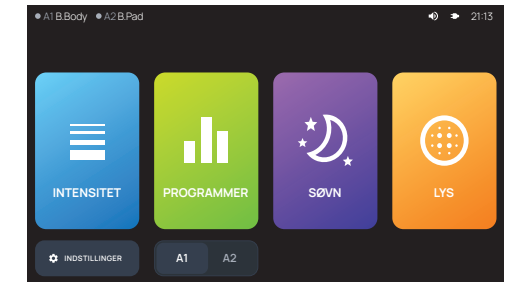 A1 B.Body A2 B.Pad 21:13
INTENSITET PROGRAMMER SØVN LYS
INDSTILLINGER A1 A2